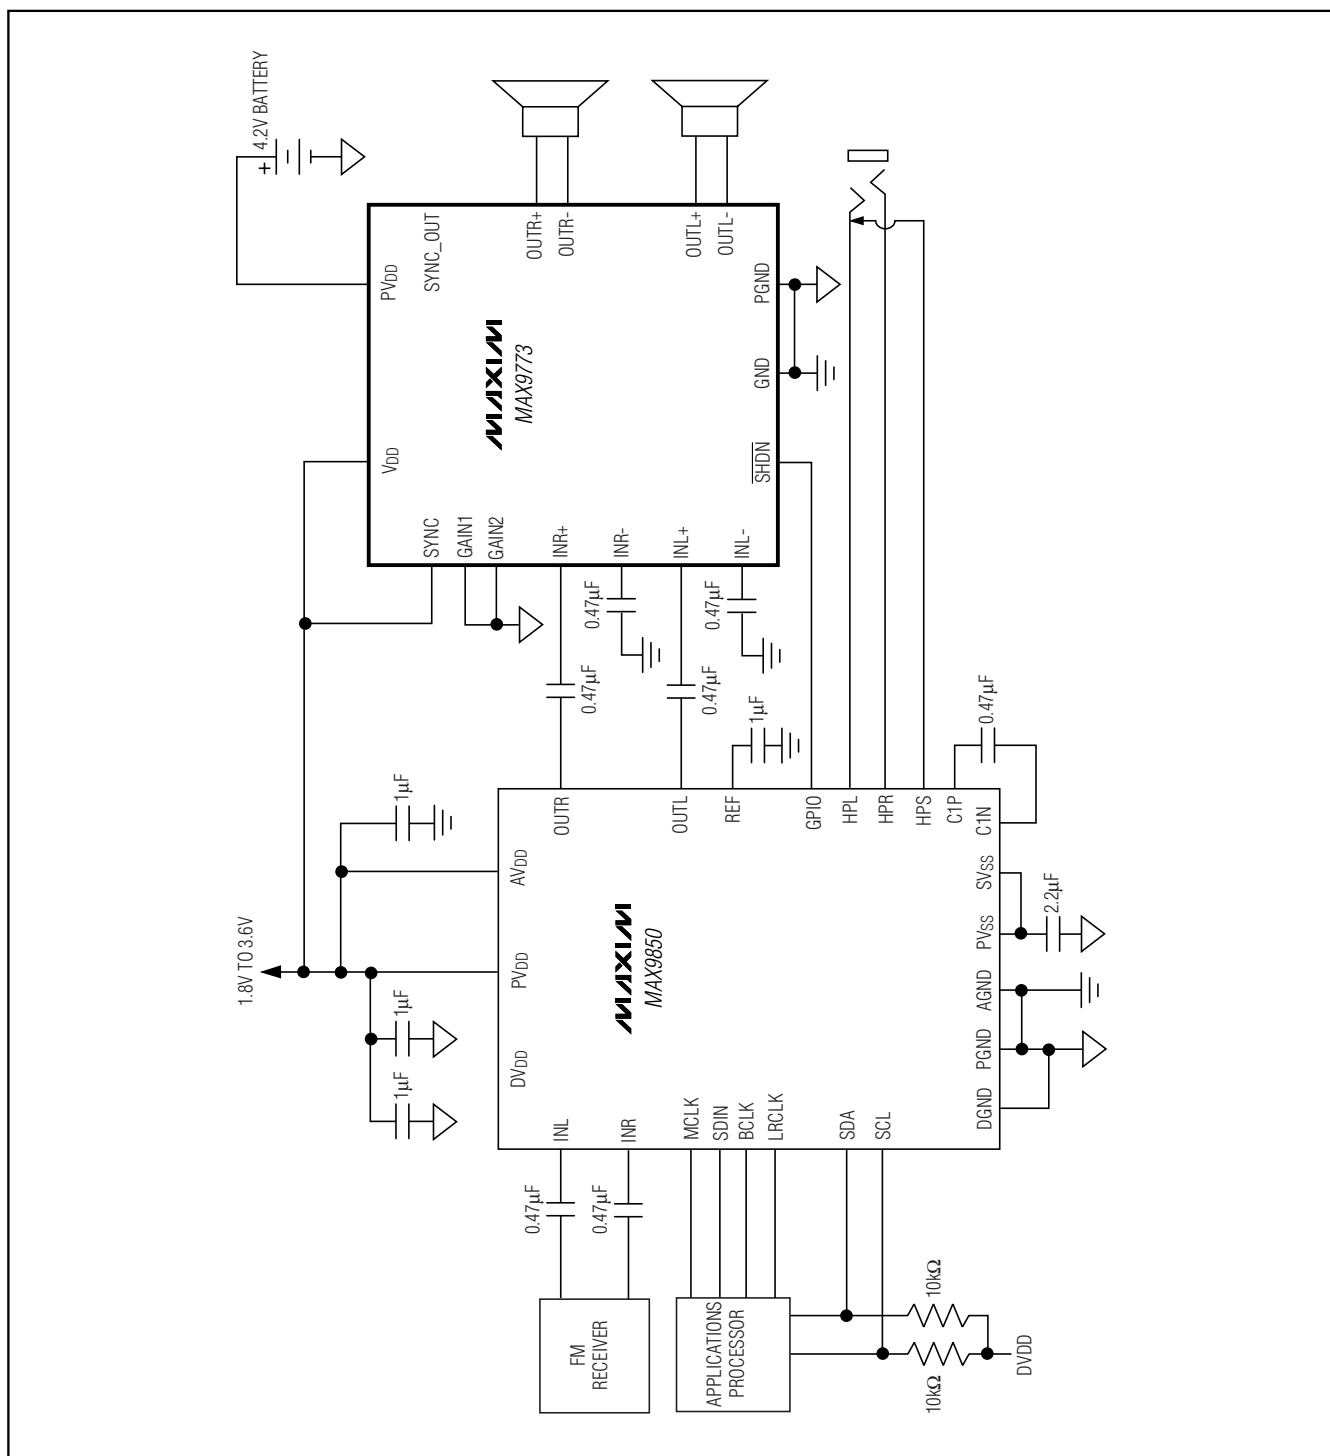 4.2V BATTERY
+
PVDD
SYNC_OUT
OUTR+
OUTR-
OUTL+
OUTL-
VDD
MAXIM
MAX9773
PGND
GND
SHDN
SYNC
GAIN1
GAIN2
INR+
INR-
INL+
INL-
0.47µF
0.47µF
0.47µF
0.47µF
1µF
1µF
0.47µF
1.8V TO 3.6V
OUTR
OUTL
REF
GPIO
HPL
HPR
HPS
C1P
C1N
AVDD
PVDD
DVDD
1µF
1µF
MAXIM
MAX9850
SVSS
PVSS
2.2µF
AGND
PGND
DGND
INL
INR
MCLK
SDIN
BCLK
LRCLK
SDA
SCL
0.47µF
0.47µF
FM
RECEIVER
APPLICATIONS
PROCESSOR
10kΩ
10kΩ
DVDD